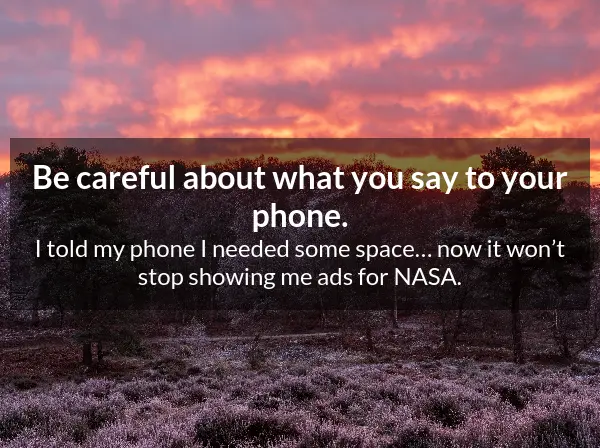 Be careful about what you say to your
phone.
I told my phone I needed some space... now it won’t
stop showing me ads for NASA.